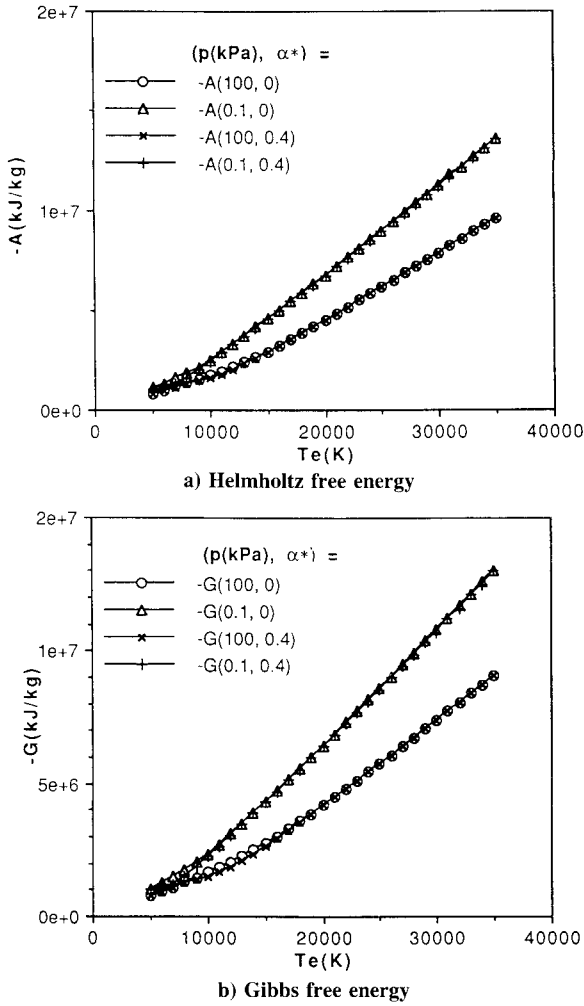 2e+7
(p(kPa), α*) =
-A(100, 0)
-A(0.1, 0)
-A(100, 0.4)
-A(0.1, 0.4)
-A(kJ/kg)
1e+7
0e+0
0 10000 20000 30000 40000
Te(K)
a) Helmholtz free energy
2e+7
(p(kPa), α*) =
-G(100, 0)
-G(0.1, 0)
-G(100, 0.4)
-G(0.1, 0.4)
-G(kJ/kg)
1e+7
5e+6
0e+0
0 10000 20000 30000 40000
Te(K)
b) Gibbs free energy